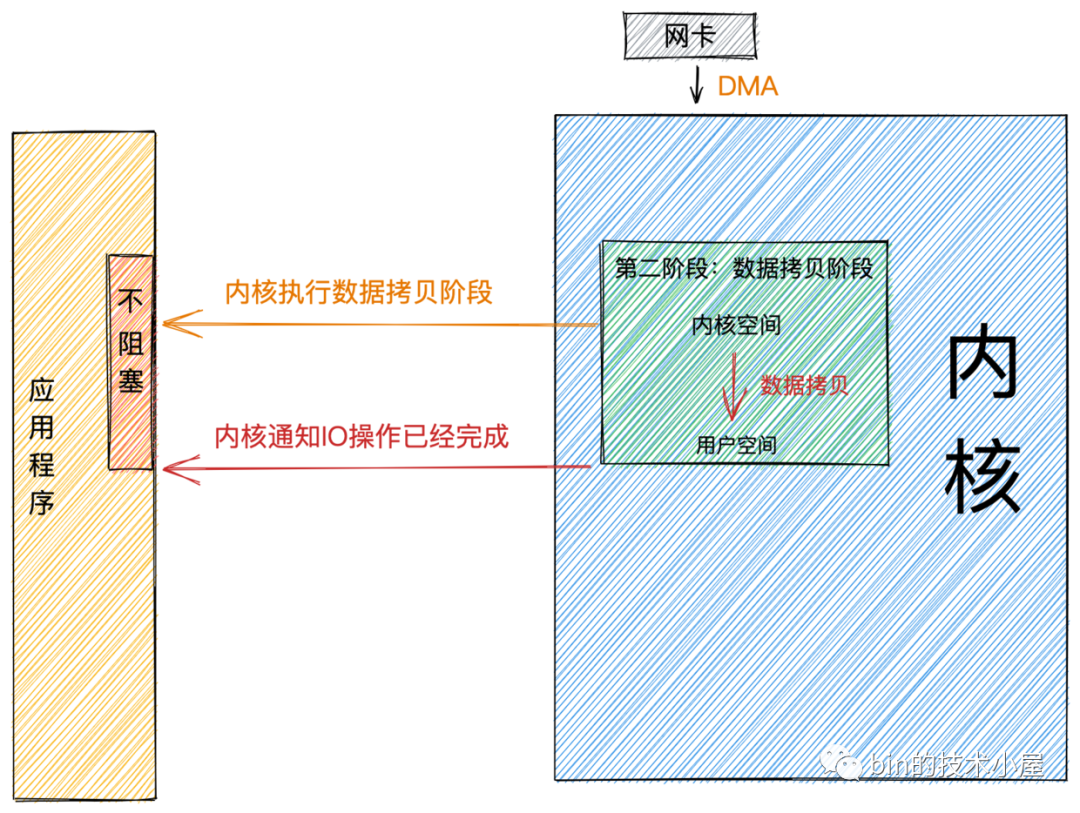 网卡
DMA
第二阶段：数据拷贝阶段
内核执行数据拷贝阶段
不阻塞
内核空间
数据拷贝
内核
应用程序
内核通知IO操作已经完成
用户空间
bin的技术小屋